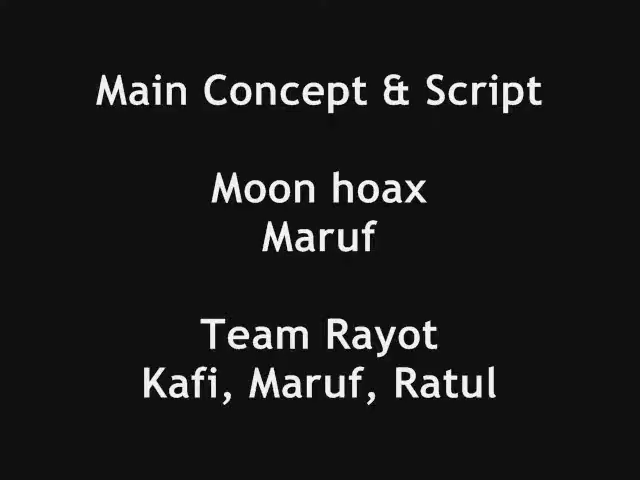 Main Concept & Script
Moon hoax
Maruf
Team Rayot
Kafi, Maruf, Ratul